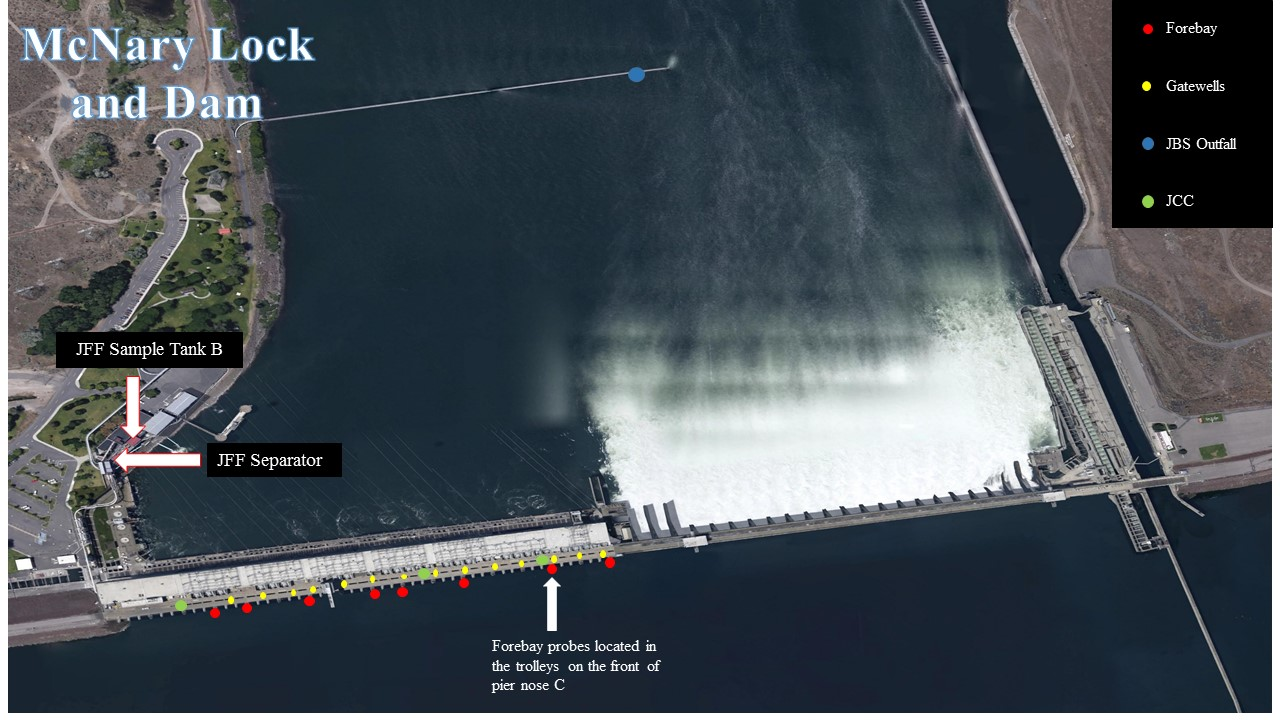 McNary Lock
and Dam
Forebay
Gatewells
JBS Outfall
JCC
JFF Sample Tank B
JFF Separator
Forebay probes located in
the trolleys on the front of
pier nose C